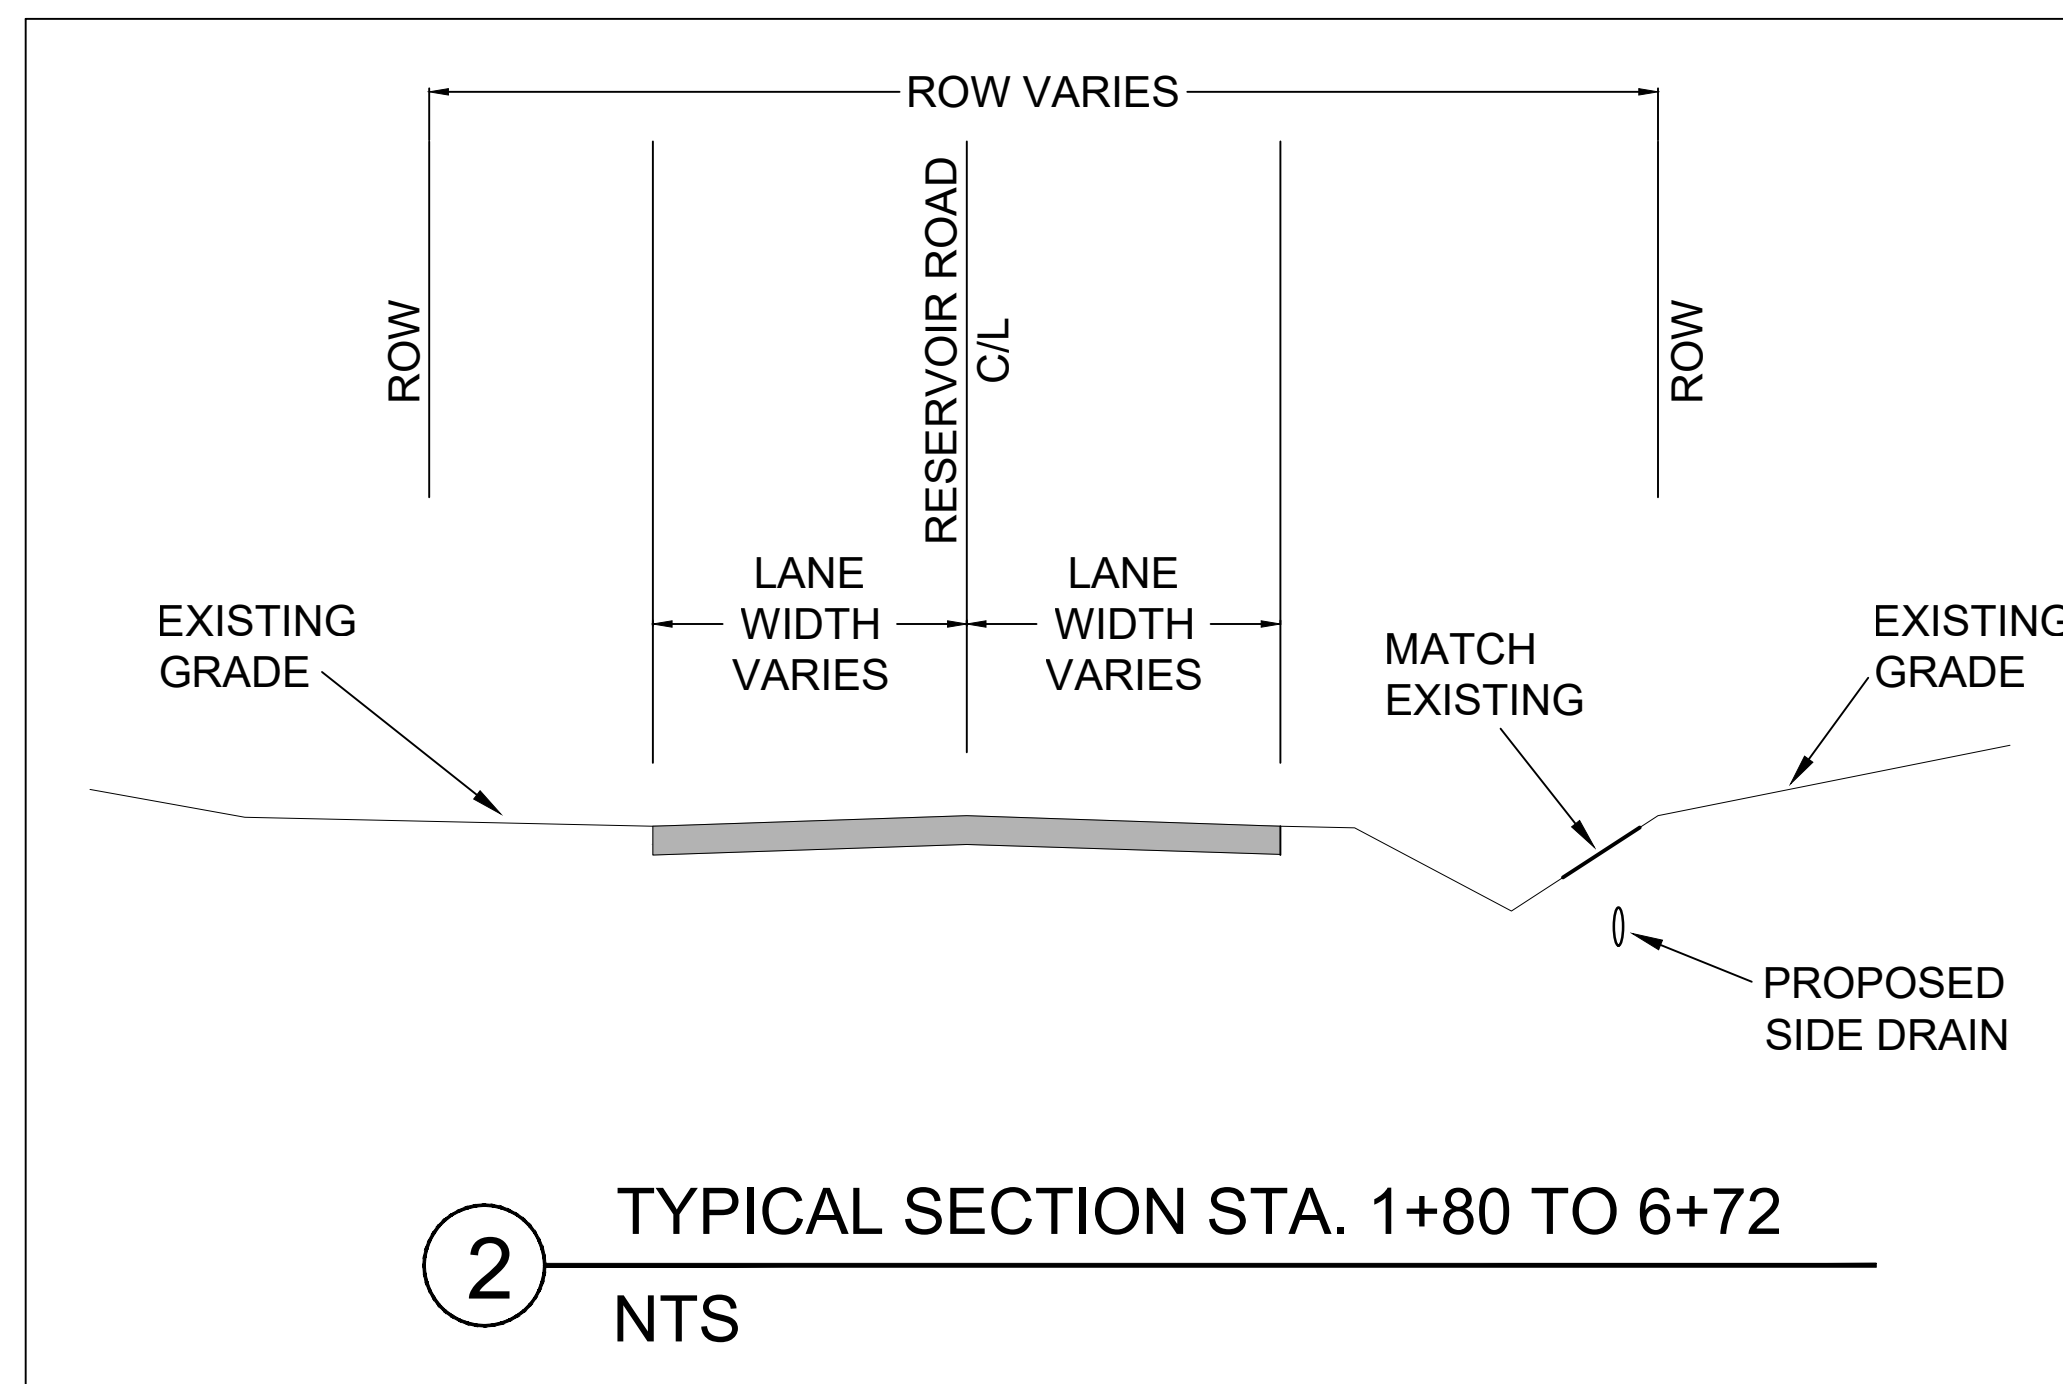 ROW VARIES
ROW
RESERVOIR ROAD
C/L
ROW
LANE
WIDTH
VARIES
LANE
WIDTH
VARIES
EXISTING
GRADE
MATCH
EXISTING
EXISTING
GRADE
PROPOSED
SIDE DRAIN
2
TYPICAL SECTION STA. 1+80 TO 6+72
NTS